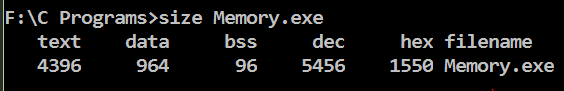 F:\C Programs>size Memory.exe
text data bss dec hex filename
4396 964 96 5456 1550 Memory.exe